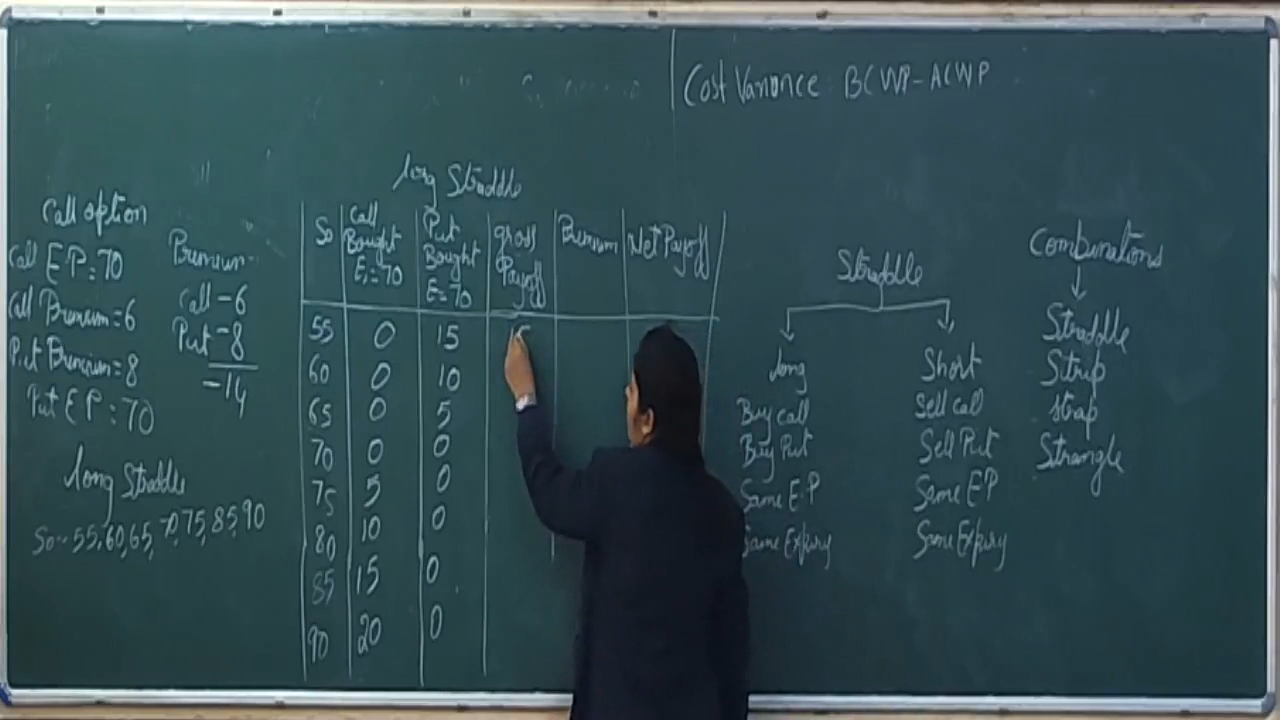 Cost Variance: BCWP-ACWP
Call option
Call EP=70
Call Premium=6
Put Premium=8
Put EP=70
Premium
Call-6
Put-8
-14
long Straddle
So-55,60,65,70,75,85,90
long Straddle
So | Call Bought E1=70 | Put Bought E=70 | gross Payoff | Premium | Net Payoff
55 0 15
60 0 10
65 0 5
70 0 0
75 5 0
80 10 0
85 15 0
90 20 0
Straddle
long Short
Buy call Sell call
Buy Put Sell Put
Same E.P Same EP
Same Expiry Same Expiry
Combinations
Straddle
Strip
Strap
Strangle